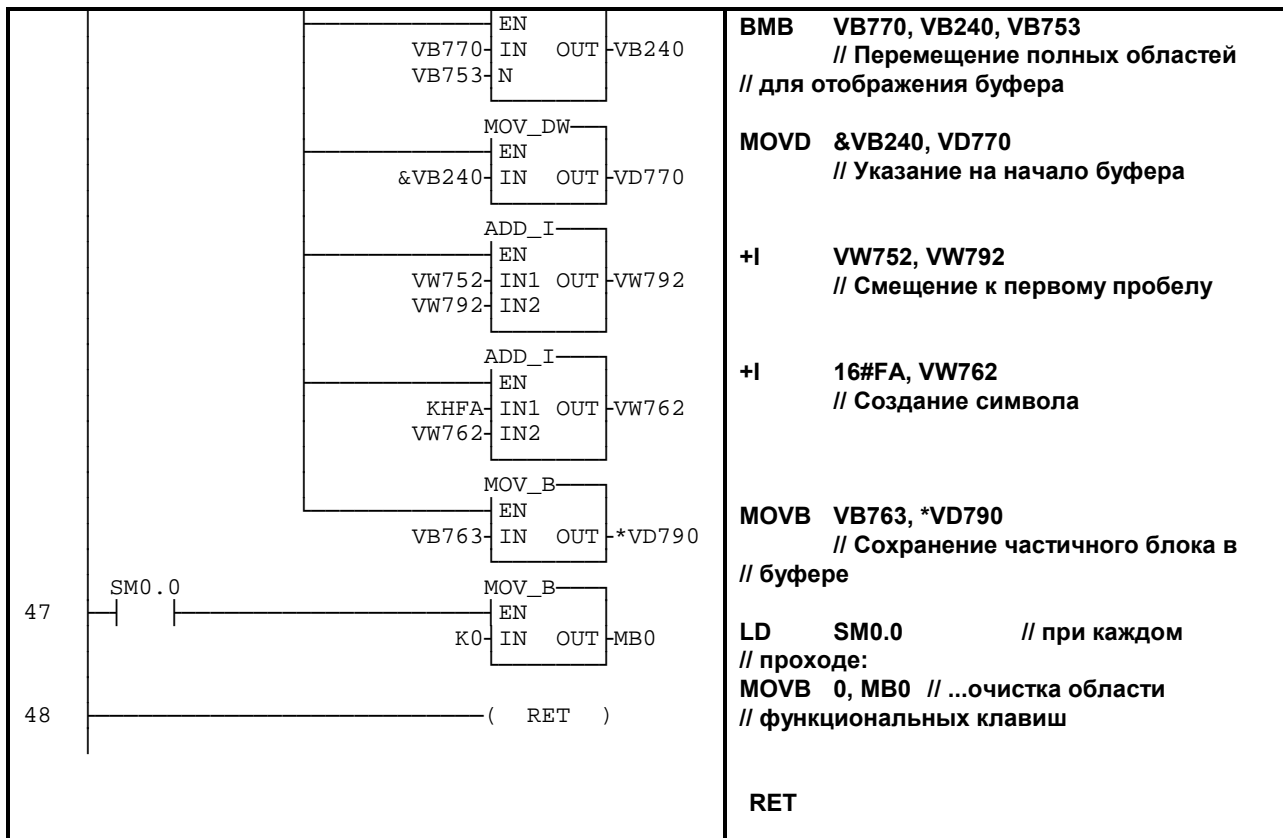 EN
VB770 IN OUT VB240
VB753 N
MOV_DW
EN
&VB240 IN OUT VD770
ADD_I
EN
VW752 IN1 OUT VW792
VW792 IN2
ADD_I
EN
KHFA IN1 OUT VW762
VW762 IN2
MOV_B
EN
VB763 IN OUT *VD790
SM0.0 MOV_B
47 EN
K0 IN OUT MB0
48 ( RET )
BMB VB770, VB240, VB753
// Перемещение полных областей
// для отображения буфера
MOVD &VB240, VD770
// Указание на начало буфера
+I VW752, VW792
// Смещение к первому пробелу
+I 16#FA, VW762
// Создание символа
MOVB VB763, *VD790
// Сохранение частичного блока в
// буфере
LD SM0.0 // при каждом
// проходе:
MOVB 0, MB0 // ...очистка области
// функциональных клавиш
RET